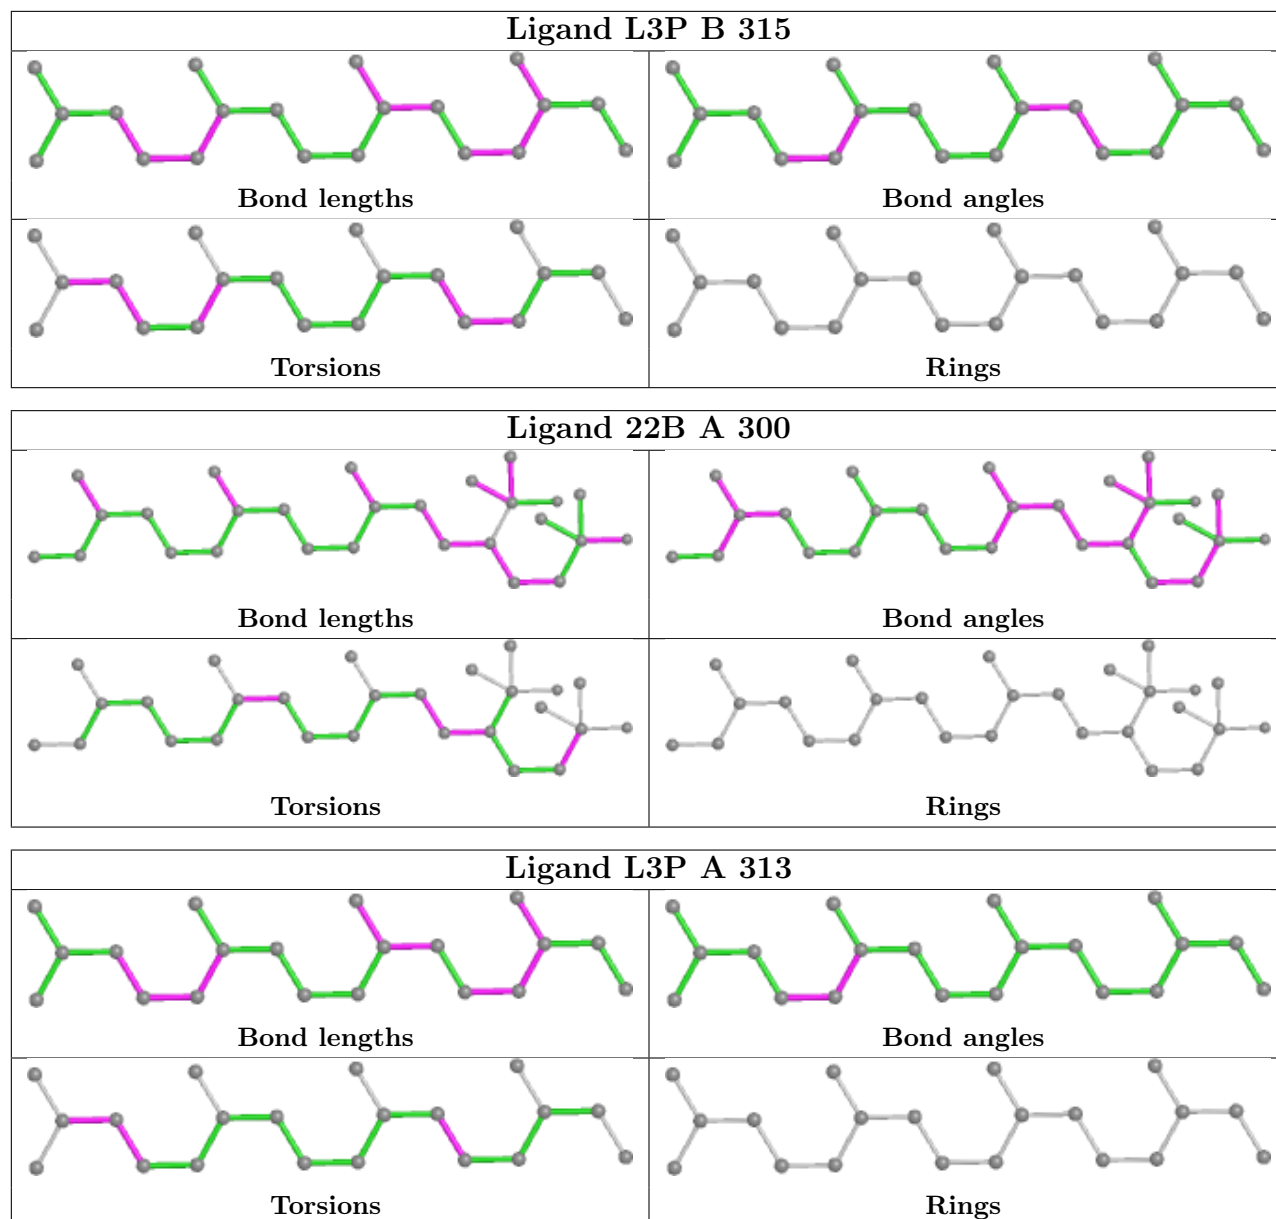 Ligand L3P B 315
Bond lengths
Bond angles
Torsions
Rings
Ligand 22B A 300
Bond lengths
Bond angles
Torsions
Rings
Ligand L3P A 313
Bond lengths
Bond angles
Torsions
Rings